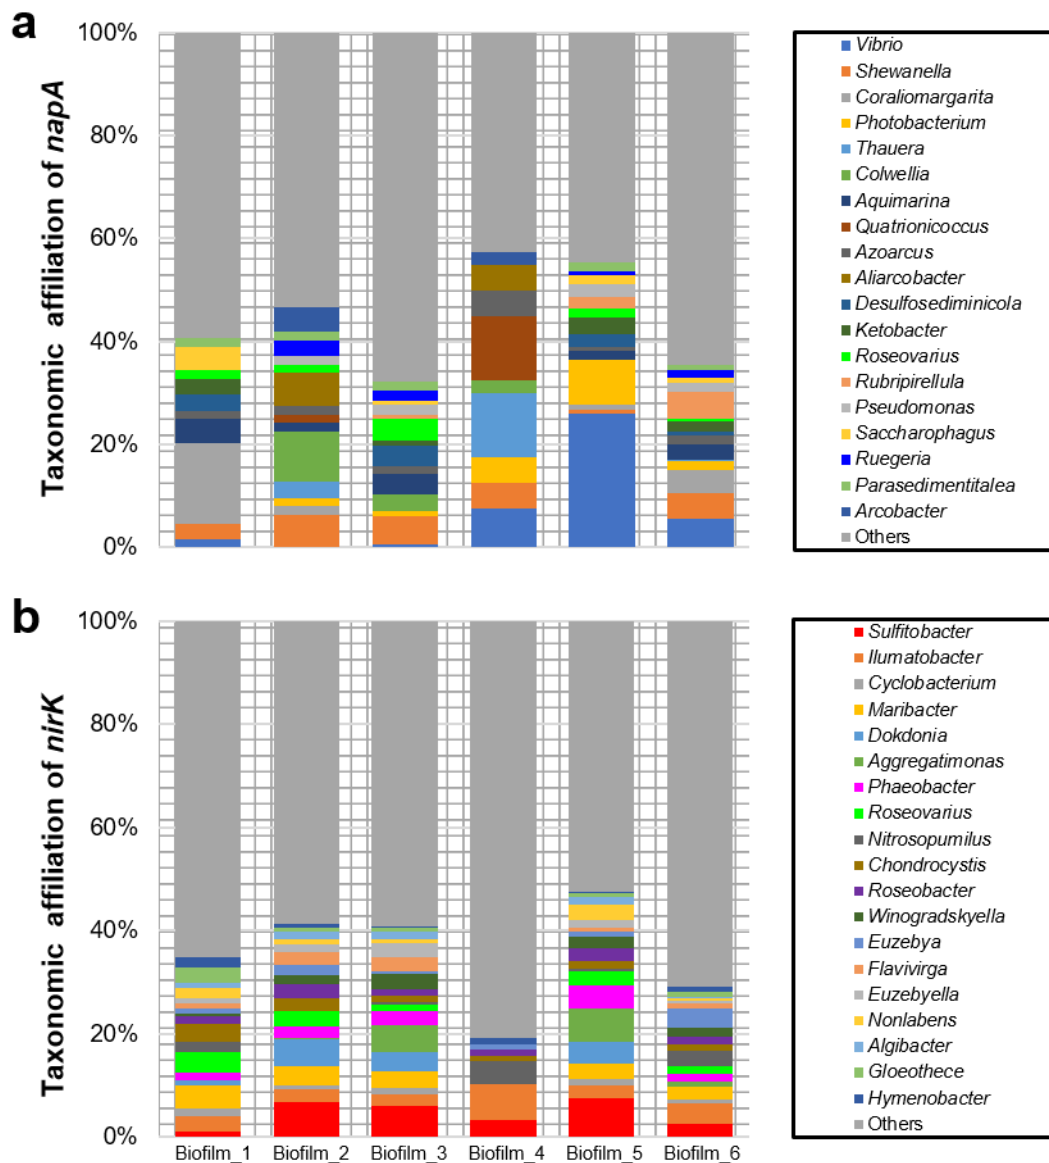 a
Taxonomic affiliation of napA
100%
80%
60%
40%
20%
0%
Vibrio
Shewanella
Coraliomargarita
Photobacterium
Thauera
Colwellia
Aquimarina
Quatrionicoccus
Azoarcus
Aliarcobacter
Desulfosediminicola
Ketobacter
Roseovarius
Rubripirellula
Pseudomonas
Saccharophagus
Ruegeria
Parasedimentitalea
Arcobacter
Others
b
Taxonomic affiliation of nirK
100%
80%
60%
40%
20%
0%
Biofilm_1 Biofilm_2 Biofilm_3 Biofilm_4 Biofilm_5 Biofilm_6
Sulfitobacter
Ilumatobacter
Cyclobacterium
Maribacter
Dokdonia
Aggregatimonas
Phaeobacter
Roseovarius
Nitrosopumilus
Chondrocystis
Roseobacter
Winogradskyella
Euzebya
Flavivirga
Euzebyella
Nonlabens
Algibacter
Gloeothece
Hymenobacter
Others